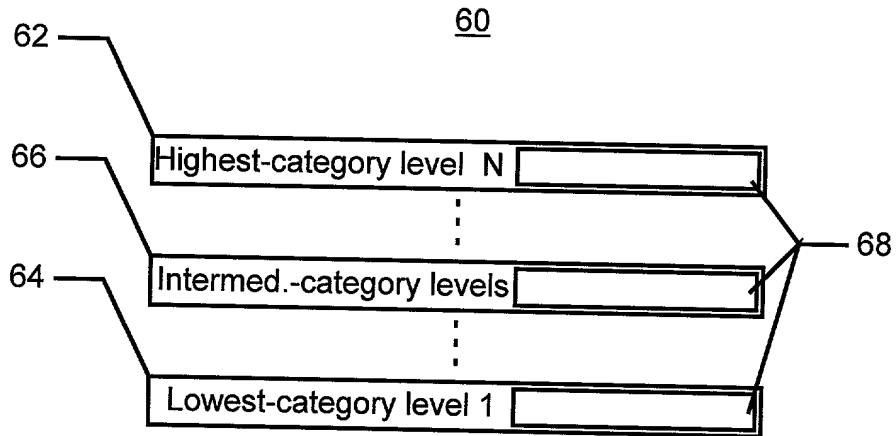 60
62
Highest-category level N
66
68
Intermed.-category levels
64
Lowest-category level 1